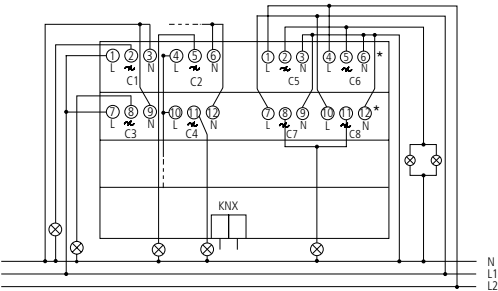 1 2 3 4 5 6 1 2 3 4 5 6 *
L N L N L N L N
C1 C2 C5 C6
7 8 9 10 11 12 7 8 9 10 11 12 *
L N L N L N L N
C3 C4 C7 C8
KNX
N
L1
L2